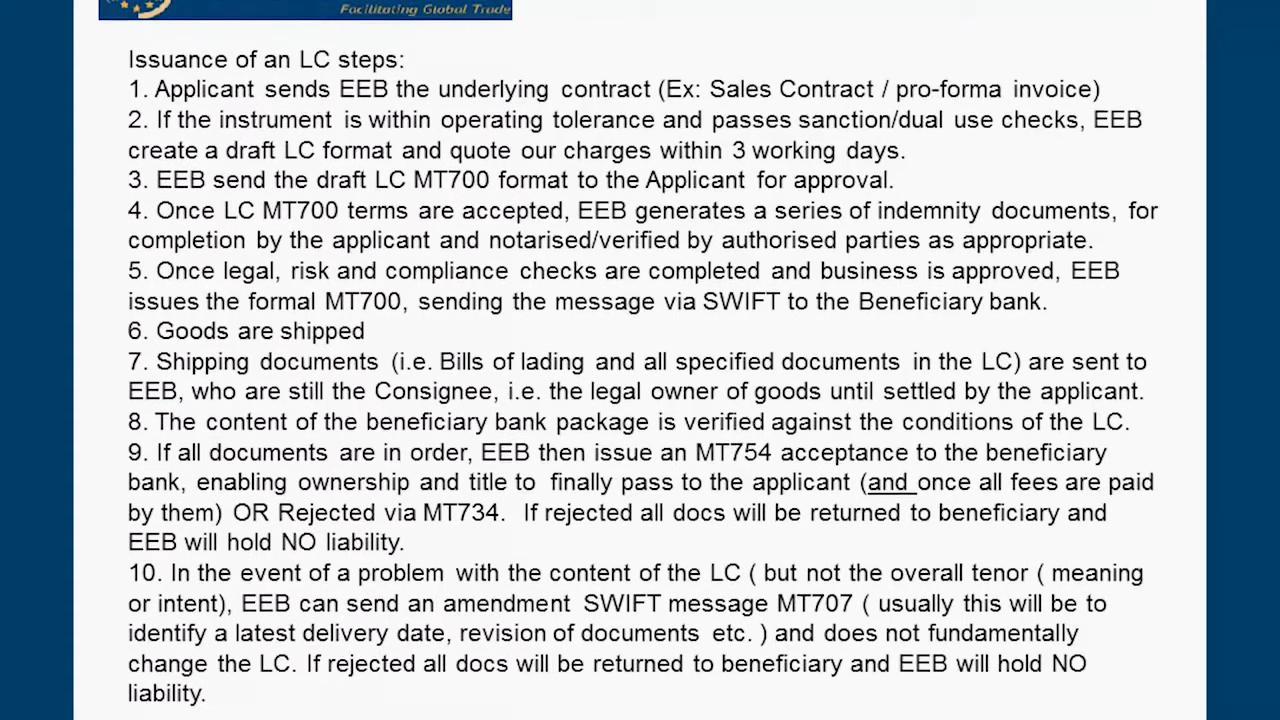 Facilitating Global Trade
Issuance of an LC steps:
1. Applicant sends EEB the underlying contract (Ex: Sales Contract / pro-forma invoice)
2. If the instrument is within operating tolerance and passes sanction/dual use checks, EEB
create a draft LC format and quote our charges within 3 working days.
3. EEB send the draft LC MT700 format to the Applicant for approval.
4. Once LC MT700 terms are accepted, EEB generates a series of indemnity documents, for
completion by the applicant and notarised/verified by authorised parties as appropriate.
5. Once legal, risk and compliance checks are completed and business is approved, EEB
issues the formal MT700, sending the message via SWIFT to the Beneficiary bank.
6. Goods are shipped
7. Shipping documents (i.e. Bills of lading and all specified documents in the LC) are sent to
EEB, who are still the Consignee, i.e. the legal owner of goods until settled by the applicant.
8. The content of the beneficiary bank package is verified against the conditions of the LC.
9. If all documents are in order, EEB then issue an MT754 acceptance to the beneficiary
bank, enabling ownership and title to finally pass to the applicant (and once all fees are paid
by them) OR Rejected via MT734. If rejected all docs will be returned to beneficiary and
EEB will hold NO liability.
10. In the event of a problem with the content of the LC ( but not the overall tenor ( meaning
or intent), EEB can send an amendment SWIFT message MT707 ( usually this will be to
identify a latest delivery date, revision of documents etc. ) and does not fundamentally
change the LC. If rejected all docs will be returned to beneficiary and EEB will hold NO
liability.